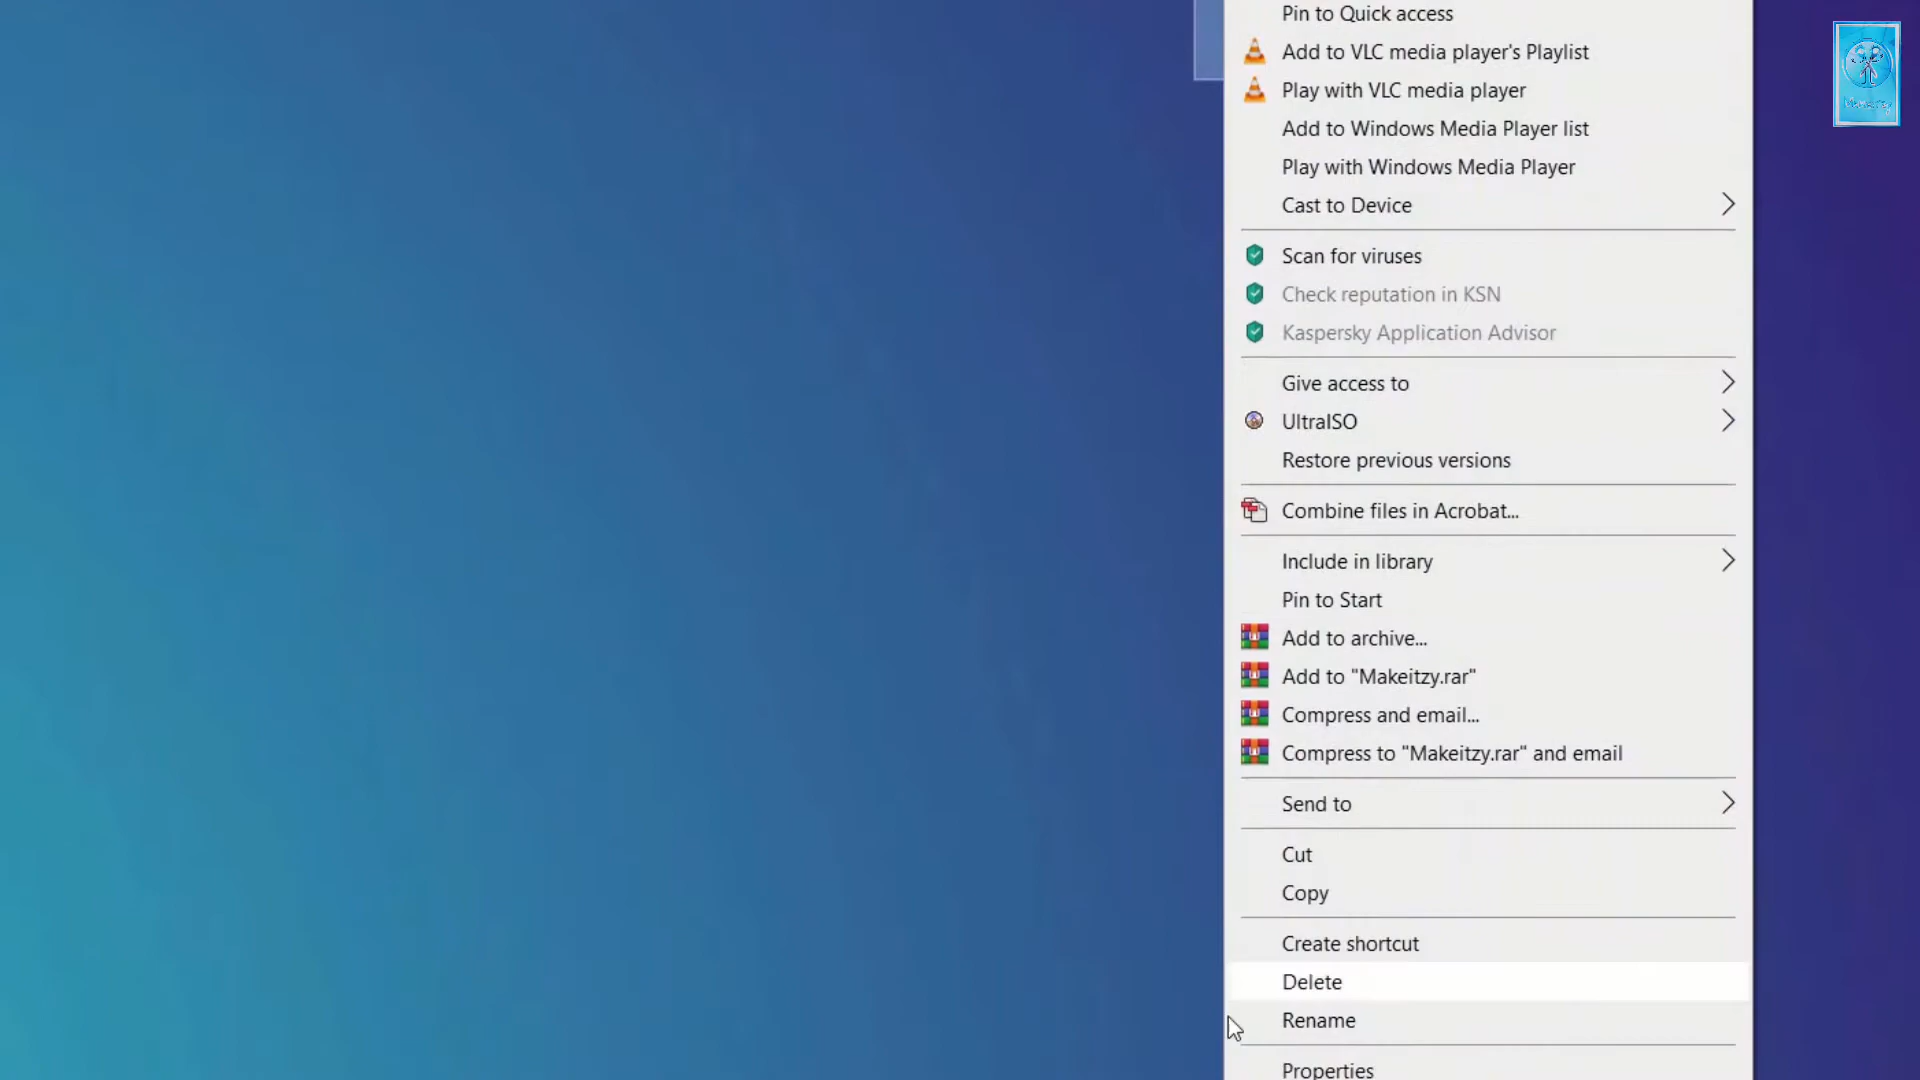 Pin to Quick access
Add to VLC media player's Playlist
Play with VLC media player
Add to Windows Media Player list
Play with Windows Media Player
Cast to Device
Scan for viruses
Check reputation in KSN
Kaspersky Application Advisor
Give access to
UltraISO
Restore previous versions
Combine files in Acrobat...
Include in library
Pin to Start
Add to archive...
Add to "Makeitzy.rar"
Compress and email...
Compress to "Makeitzy.rar" and email
Send to
Cut
Copy
Create shortcut
Delete
Rename
Properties